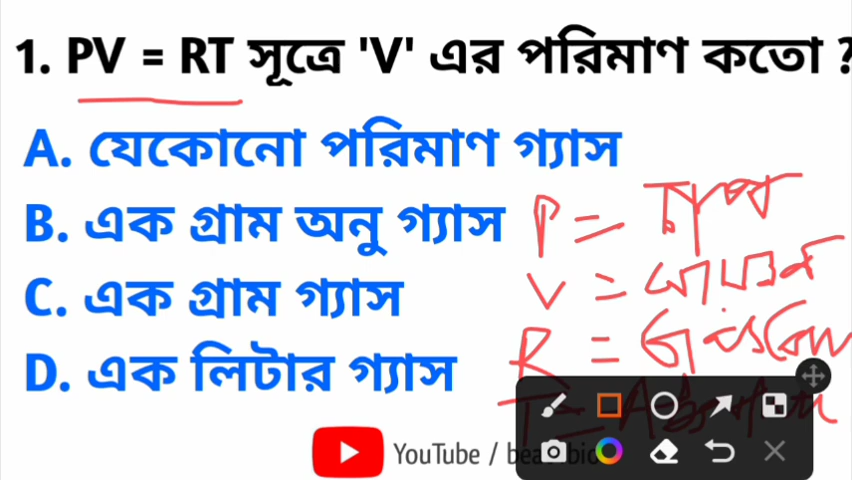 1. PV = RT সূত্রে 'V' এর পরিমাণ কতো ?
A. যেকোনো পরিমাণ গ্যাস
B. এক গ্রাম অনু গ্যাস
C. এক গ্রাম গ্যাস
D. এক লিটার গ্যাস
P = চাপ
V = আয়তন
R =
T =
YouTube /